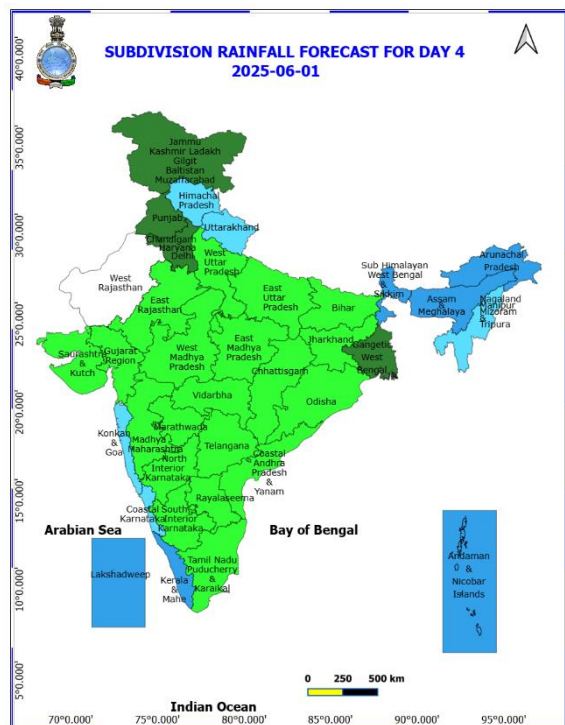 SUBDIVISION RAINFALL FORECAST FOR DAY 4
2025-06-01
40°0.000'
35°0.000'
30°0.000'
25°0.000'
20°0.000'
15°0.000'
10°0.000'
5°0.000'
Jammu
Kashmir Ladakh
Gilgit
Baltistan
Muzaffarabad
Himachal
Pradesh
Punjab
Uttarakhand
Chandigarh
Haryana
Delhi
West
Uttar
Pradesh
West
Rajasthan
Sub Himalayan
West Bengal
&
Sikkim
Arunachal
Pradesh
East
Rajasthan
East
Uttar
Pradesh
Bihar
Assam
&
Meghalaya
Nagaland
Manipur
Mizoram
&
Tripura
Saurashtra
&
Kutch
Gujarat
Region
West
Madhya
Pradesh
East
Madhya
Pradesh
Jharkhand
Gangetic
West
Bengal
Chhattisgarh
Vidarbha
Odisha
Konkan
&
Goa
Marathwada
Madhya
Maharashtra
Telangana
North
Interior
Karnataka
Coastal
Andhra
Pradesh
&
Yanam
Rayalaseema
Coastal
Karnataka
South
Interior
Karnataka
Arabian Sea
Bay of Bengal
Lakshadweep
Kerala
&
Mahe
Tamil Nadu
Puducherry
&
Karaikal
Andaman
&
Nicobar
Islands
0 250 500 km
Indian Ocean
70°0.000' 75°0.000' 80°0.000' 85°0.000' 90°0.000' 95°0.000'